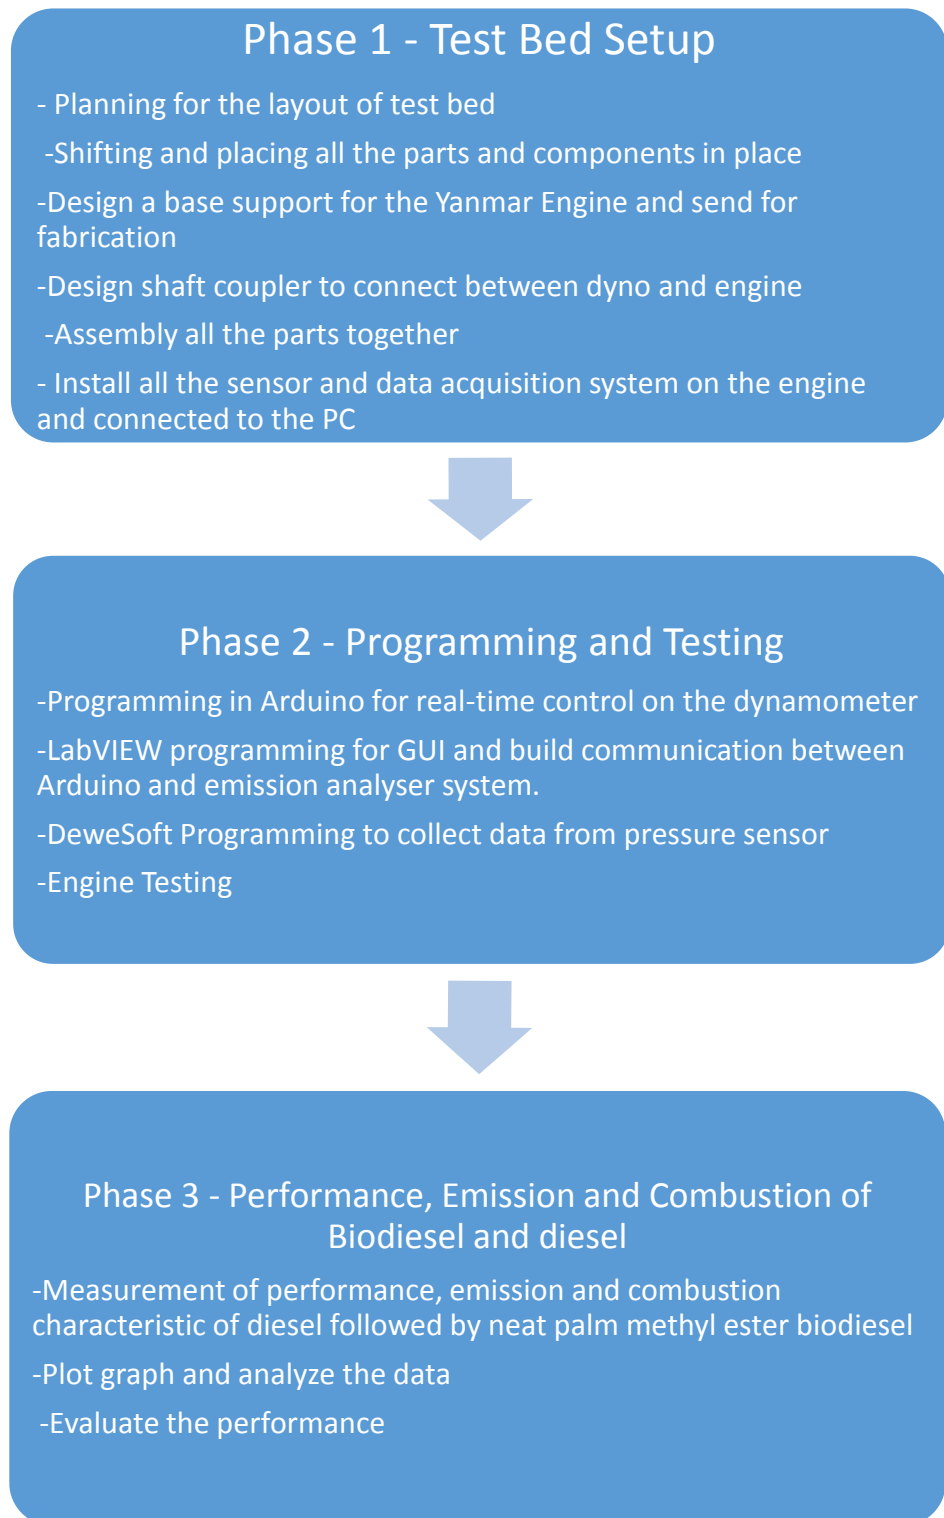 Phase 1 - Test Bed Setup
- Planning for the layout of test bed
-Shifting and placing all the parts and components in place
-Design a base support for the Yanmar Engine and send for
fabrication
-Design shaft coupler to connect between dyno and engine
-Assembly all the parts together
- Install all the sensor and data acquisition system on the engine
and connected to the PC
Phase 2 - Programming and Testing
-Programming in Arduino for real-time control on the dynamometer
-LabVIEW programming for GUI and build communication between
Arduino and emission analyser system.
-DeweSoft Programming to collect data from pressure sensor
-Engine Testing
Phase 3 - Performance, Emission and Combustion of
Biodiesel and diesel
-Measurement of performance, emission and combustion
characteristic of diesel followed by neat palm methyl ester biodiesel
-Plot graph and analyze the data
-Evaluate the performance